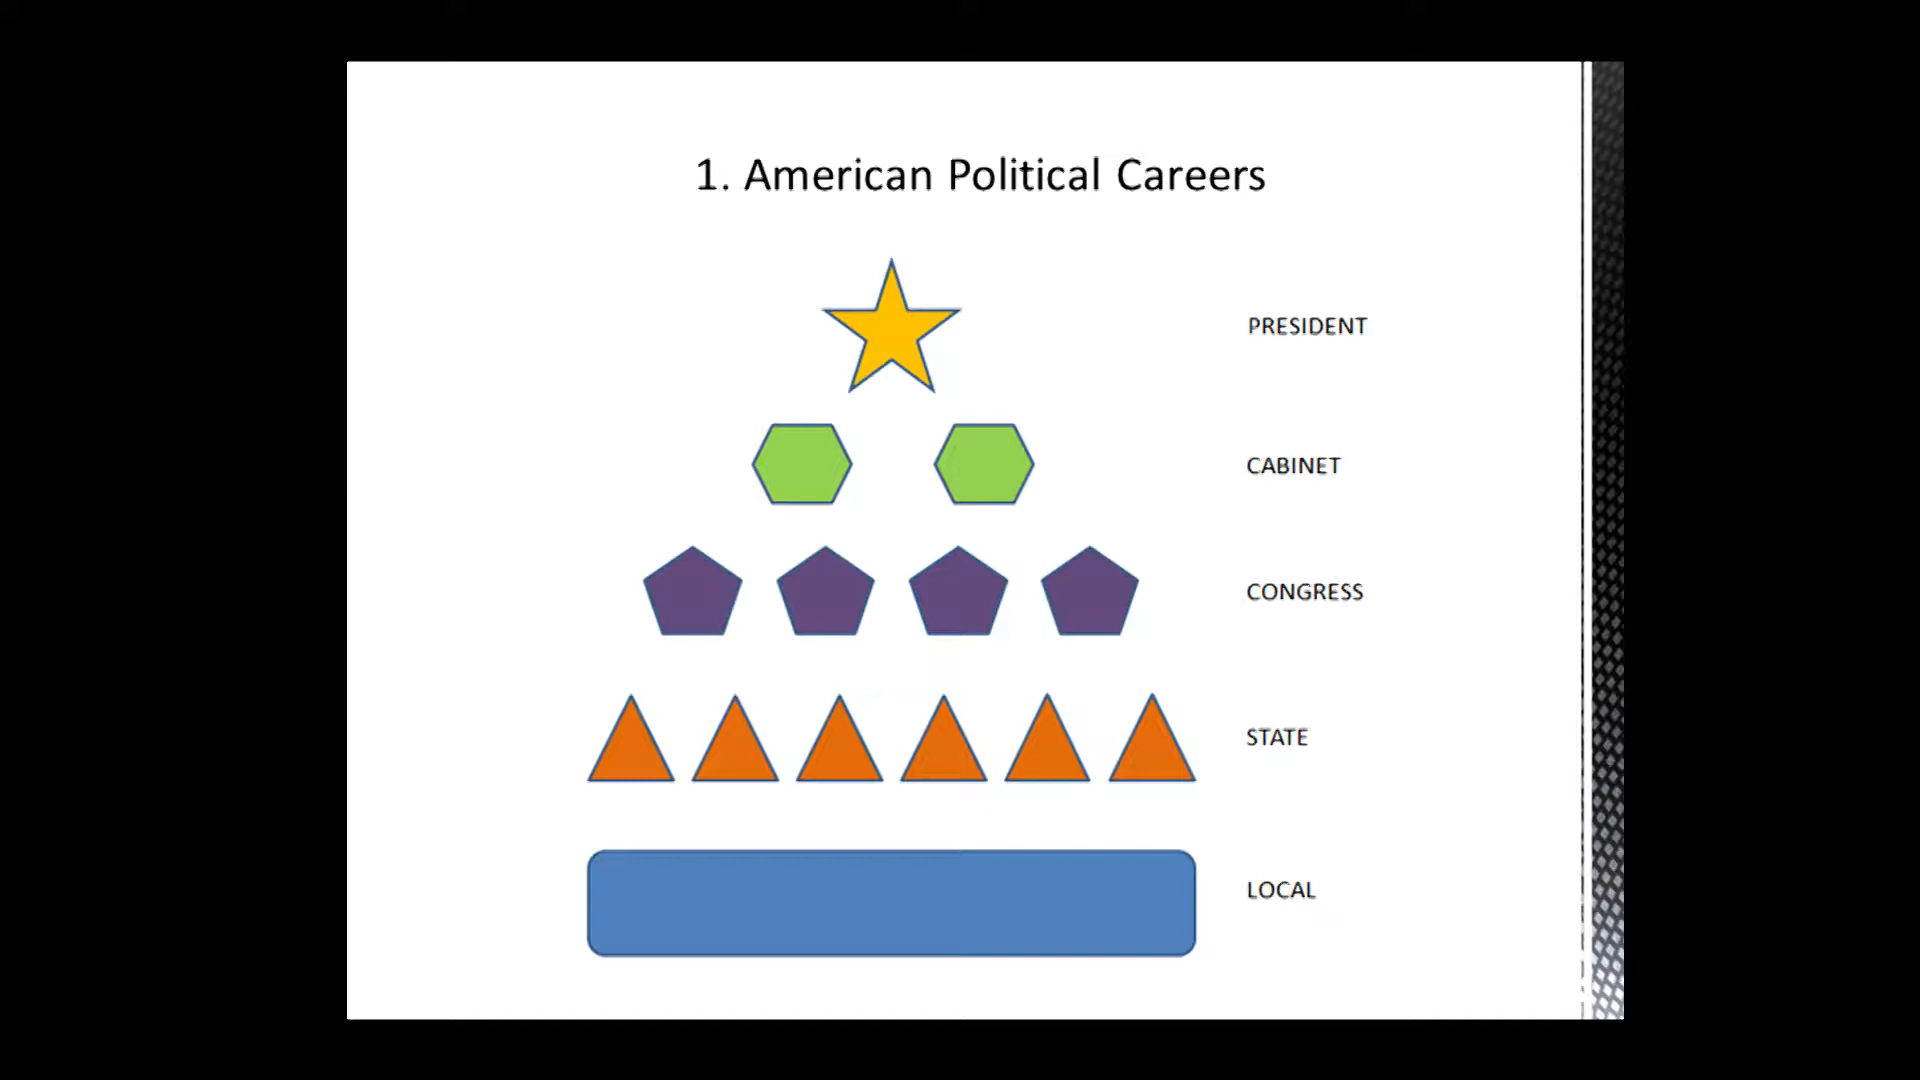 1. American Political Careers
PRESIDENT
CABINET
CONGRESS
STATE
LOCAL